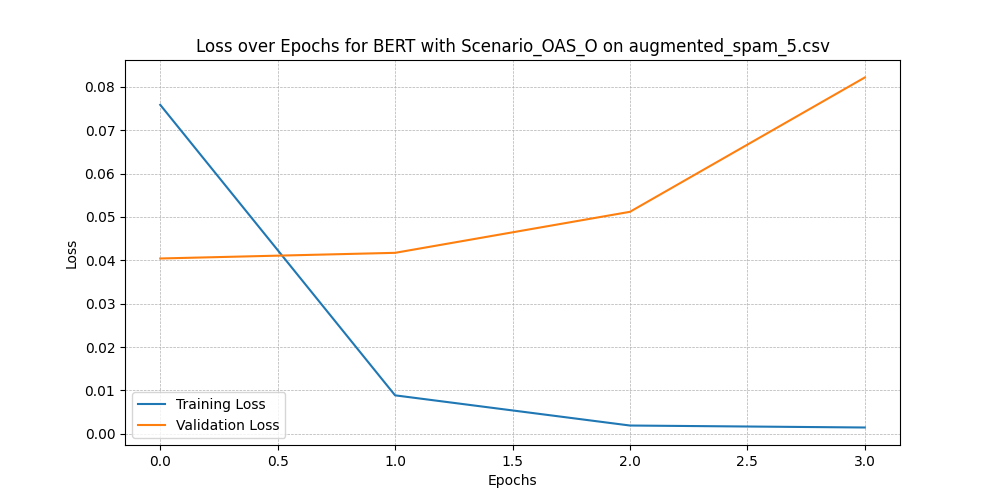 Loss over Epochs for BERT with Scenario_OAS_O on augmented_spam_5.csv
0.08
0.07
0.06
0.05
0.04
0.03
0.02
0.01
0.00
Loss
Training Loss
Validation Loss
0.0 0.5 1.0 1.5 2.0 2.5 3.0
Epochs